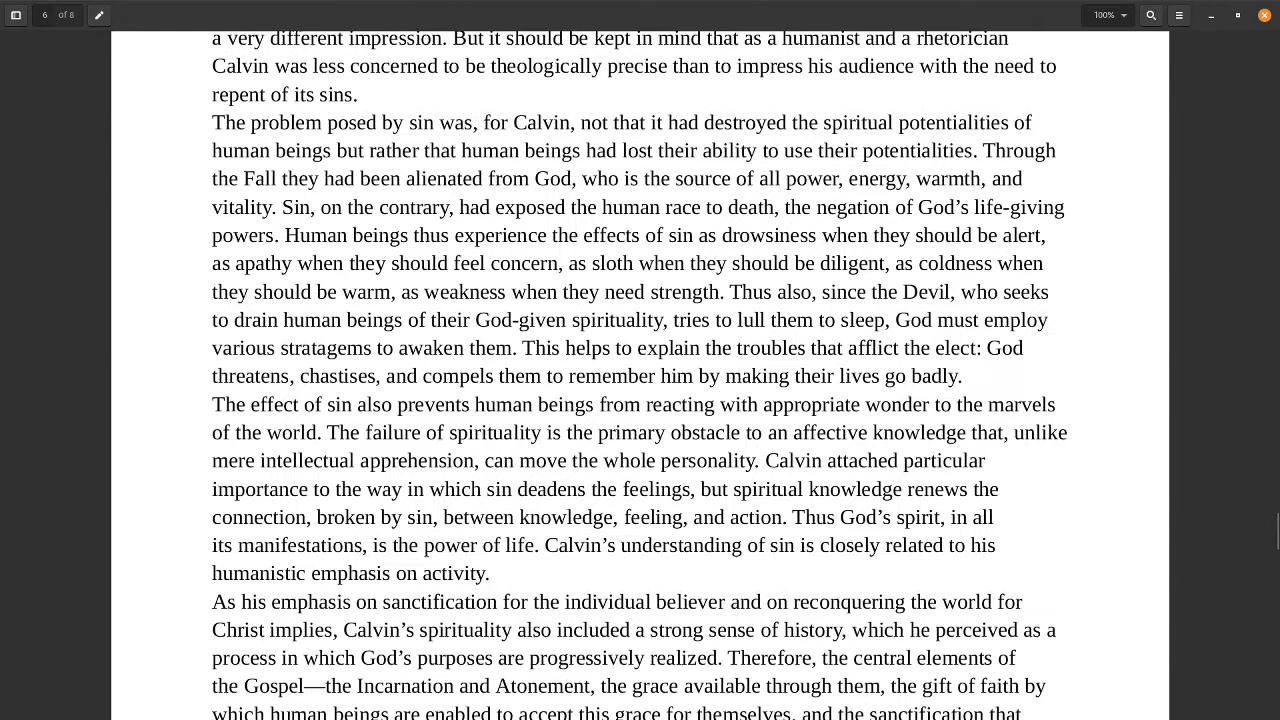 6 of 8
100%
a very different impression. But it should be kept in mind that as a humanist and a rhetorician
Calvin was less concerned to be theologically precise than to impress his audience with the need to
repent of its sins.
The problem posed by sin was, for Calvin, not that it had destroyed the spiritual potentialities of
human beings but rather that human beings had lost their ability to use their potentialities. Through
the Fall they had been alienated from God, who is the source of all power, energy, warmth, and
vitality. Sin, on the contrary, had exposed the human race to death, the negation of God’s life-giving
powers. Human beings thus experience the effects of sin as drowsiness when they should be alert,
as apathy when they should feel concern, as sloth when they should be diligent, as coldness when
they should be warm, as weakness when they need strength. Thus also, since the Devil, who seeks
to drain human beings of their God-given spirituality, tries to lull them to sleep, God must employ
various stratagems to awaken them. This helps to explain the troubles that afflict the elect: God
threatens, chastises, and compels them to remember him by making their lives go badly.
The effect of sin also prevents human beings from reacting with appropriate wonder to the marvels
of the world. The failure of spirituality is the primary obstacle to an affective knowledge that, unlike
mere intellectual apprehension, can move the whole personality. Calvin attached particular
importance to the way in which sin deadens the feelings, but spiritual knowledge renews the
connection, broken by sin, between knowledge, feeling, and action. Thus God’s spirit, in all
its manifestations, is the power of life. Calvin’s understanding of sin is closely related to his
humanistic emphasis on activity.
As his emphasis on sanctification for the individual believer and on reconquering the world for
Christ implies, Calvin’s spirituality also included a strong sense of history, which he perceived as a
process in which God’s purposes are progressively realized. Therefore, the central elements of
the Gospel—the Incarnation and Atonement, the grace available through them, the gift of faith by
which human beings are enabled to accept this grace for themselves, and the sanctification that